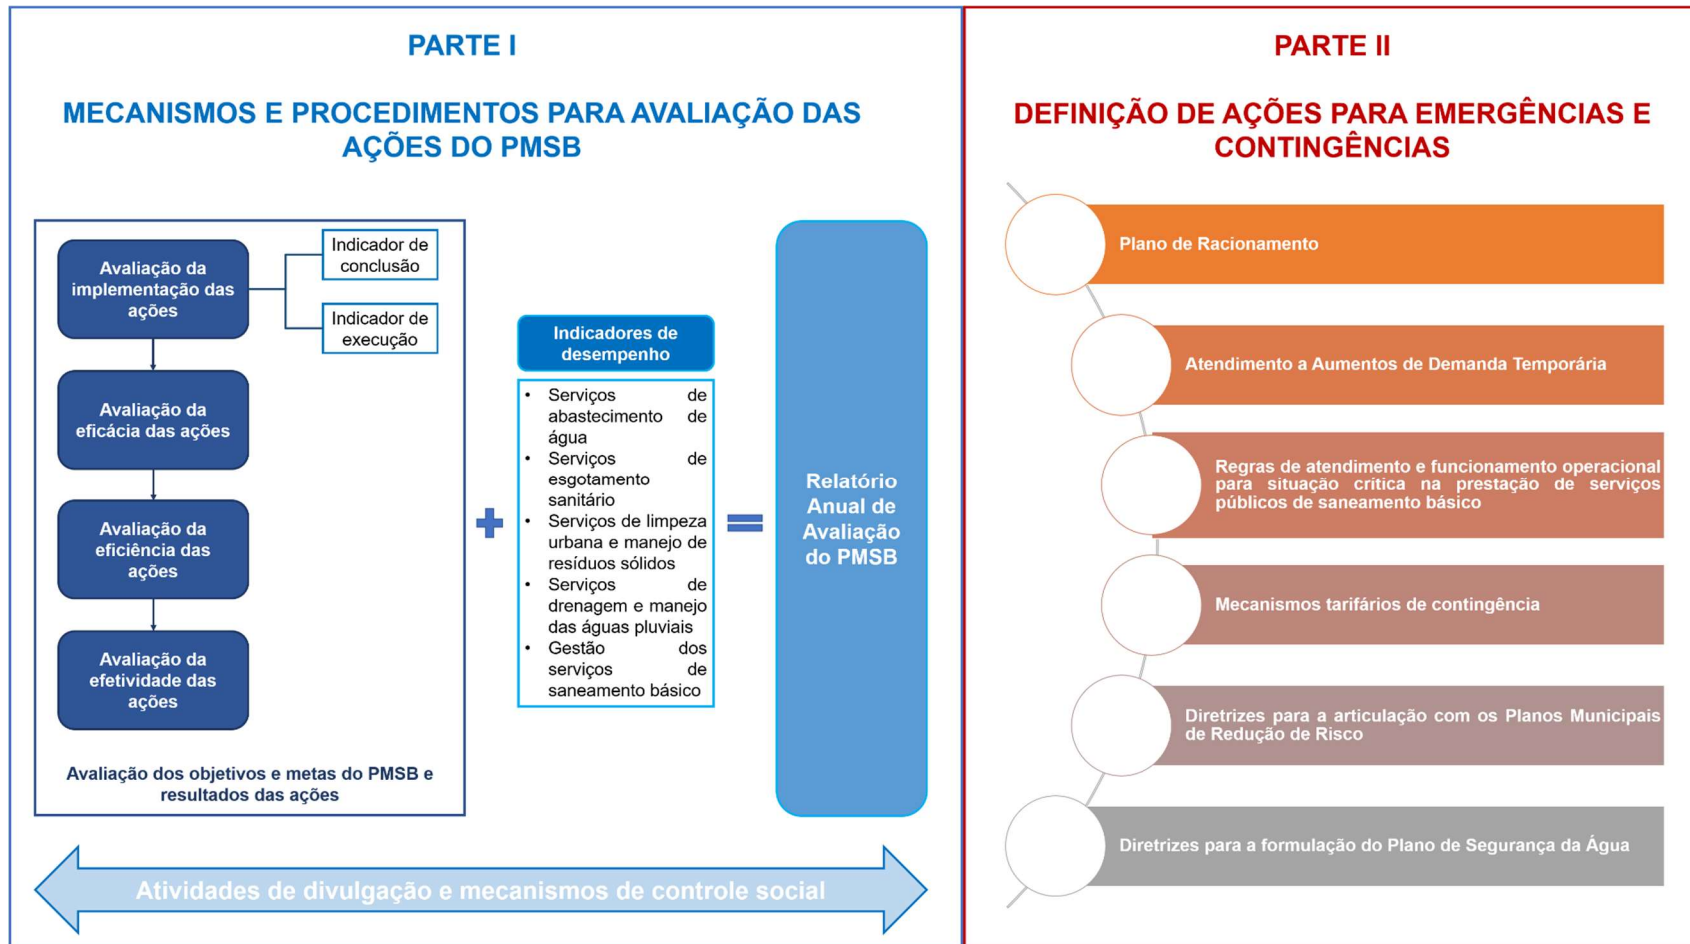 PARTE I
MECANISMOS E PROCEDIMENTOS PARA AVALIAÇÃO DAS
AÇÕES DO PMSB
Avaliação da
implementação das
ações
Indicador de
conclusão
Indicador de
execução
Avaliação da
eficácia das ações
Avaliação da
eficiência das
ações
Avaliação da
efetividade das
ações
Avaliação dos objetivos e metas do PMSB e
resultados das ações
Indicadores de
desempenho
• Serviços de
abastecimento de
água
• Serviços de
esgotamento
sanitário
• Serviços de limpeza
urbana e manejo de
resíduos sólidos
• Serviços de
drenagem e manejo
das águas pluviais
• Gestão dos
serviços de
saneamento básico
Relatório
Anual de
Avaliação
do PMSB
Atividades de divulgação e mecanismos de controle social
PARTE II
DEFINIÇÃO DE AÇÕES PARA EMERGÊNCIAS E
CONTINGÊNCIAS
Plano de Racionamento
Atendimento a Aumentos de Demanda Temporária
Regras de atendimento e funcionamento operacional
para situação crítica na prestação de serviços
públicos de saneamento básico
Mecanismos tarifários de contingência
Diretrizes para a articulação com os Planos Municipais
de Redução de Risco
Diretrizes para a formulação do Plano de Segurança da Água